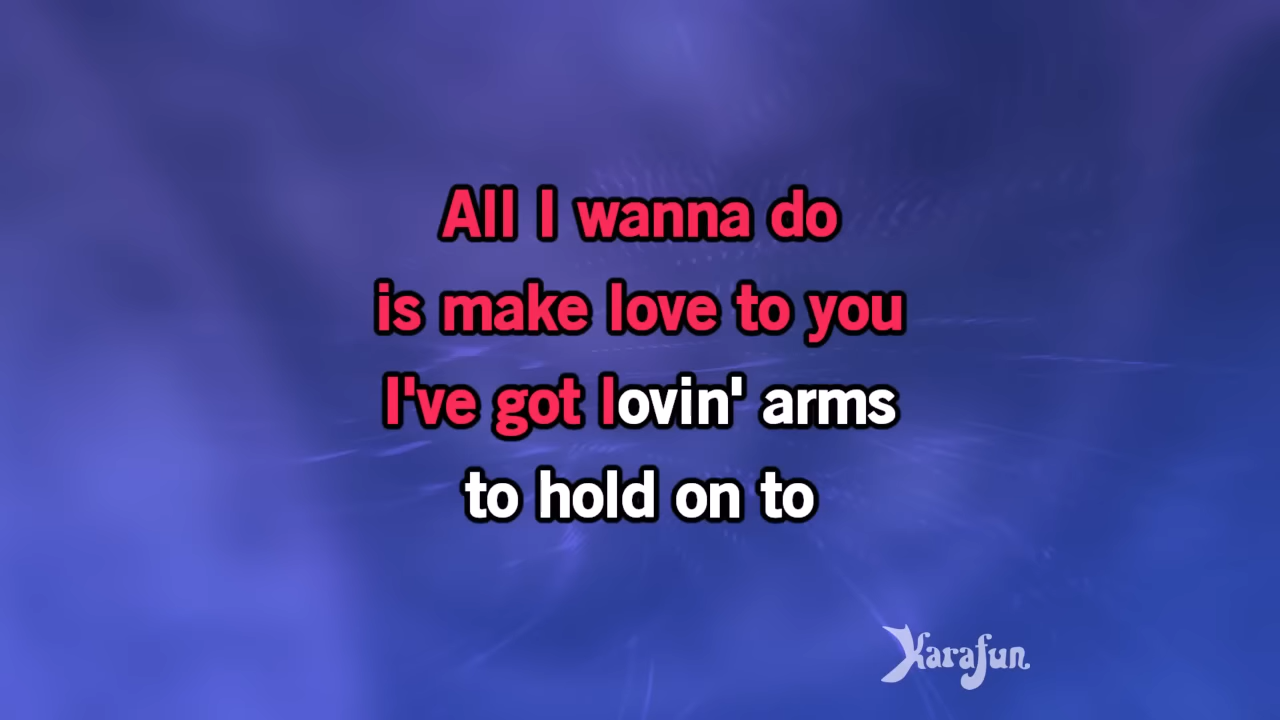 All I wanna do
is make love to you
I've got lovin' arms
to hold on to
Karafun